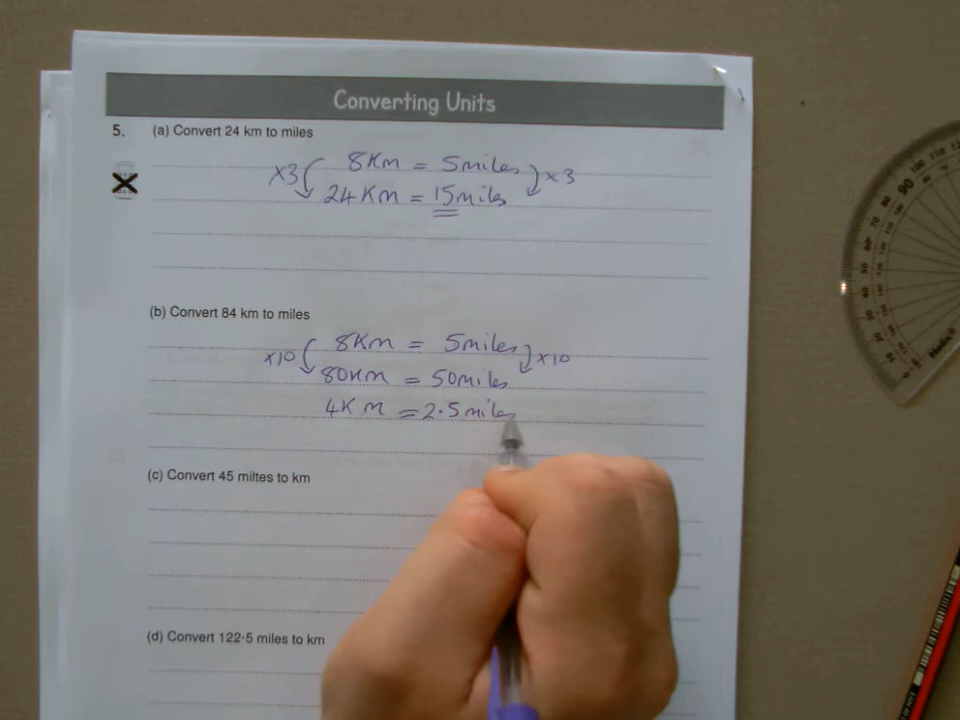 Converting Units
5. (a) Convert 24 km to miles
×3 8Km = 5miles ×3
24Km = 15miles
(b) Convert 84 km to miles
×10 8Km = 5miles ×10
80Km = 50miles
4Km = 2·5miles
(c) Convert 45 miltes to km
(d) Convert 122·5 miles to km
Helix